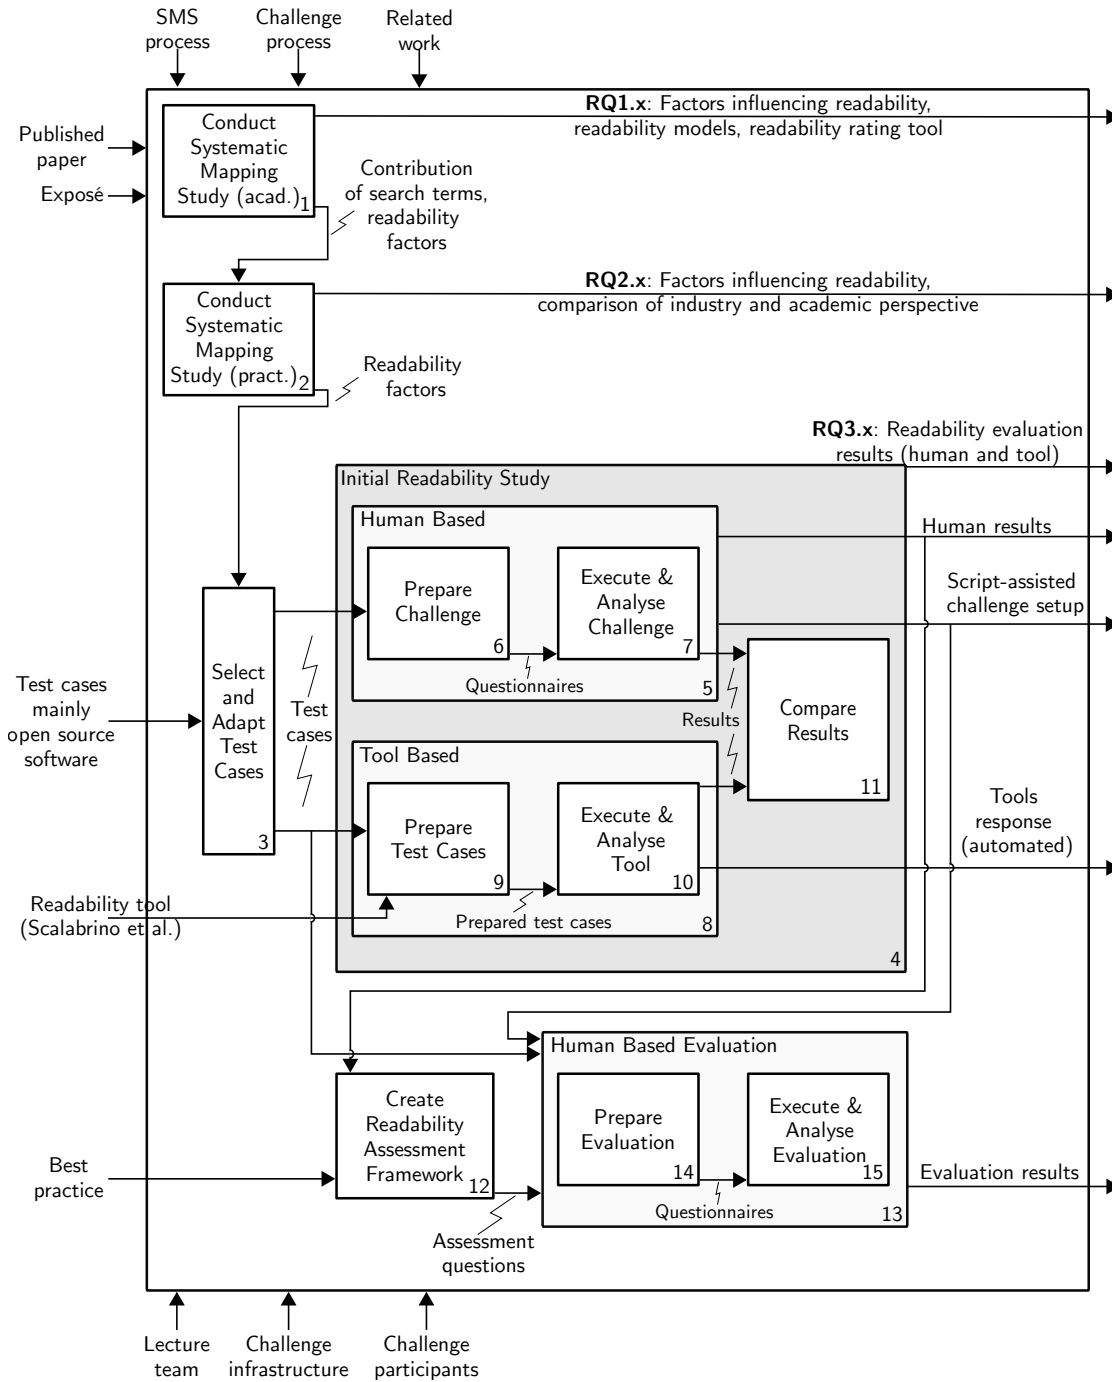 SMS
process
Challenge
process
Related
work
Published
paper
Exposé
Conduct
Systematic
Mapping
Study (acad.)
1
RQ1.x: Factors influencing readability,
readability models, readability rating tool
Contribution
of search terms,
readability
factors
Conduct
Systematic
Mapping
Study (pract.)
2
RQ2.x: Factors influencing readability,
comparison of industry and academic perspective
Readability
factors
RQ3.x: Readability evaluation
results (human and tool)
Initial Readability Study
Human Based
Prepare
Challenge
6
Questionnaires
Execute &
Analyse
Challenge
7
5
Human results
Script-assisted
challenge setup
Test cases
mainly
open source
software
Select
and
Adapt
Test
Cases
3
Test
cases
Results
Compare
Results
11
Tool Based
Prepare
Test Cases
9
Prepared test cases
Execute &
Analyse
Tool
10
8
4
Tools
response
(automated)
Readability tool
(Scalabrino et al.)
Human Based Evaluation
Create
Readability
Assessment
Framework
12
Best
practice
Assessment
questions
Prepare
Evaluation
14
Questionnaires
Execute &
Analyse
Evaluation
15
13
Evaluation results
Lecture
team
Challenge
infrastructure
Challenge
participants